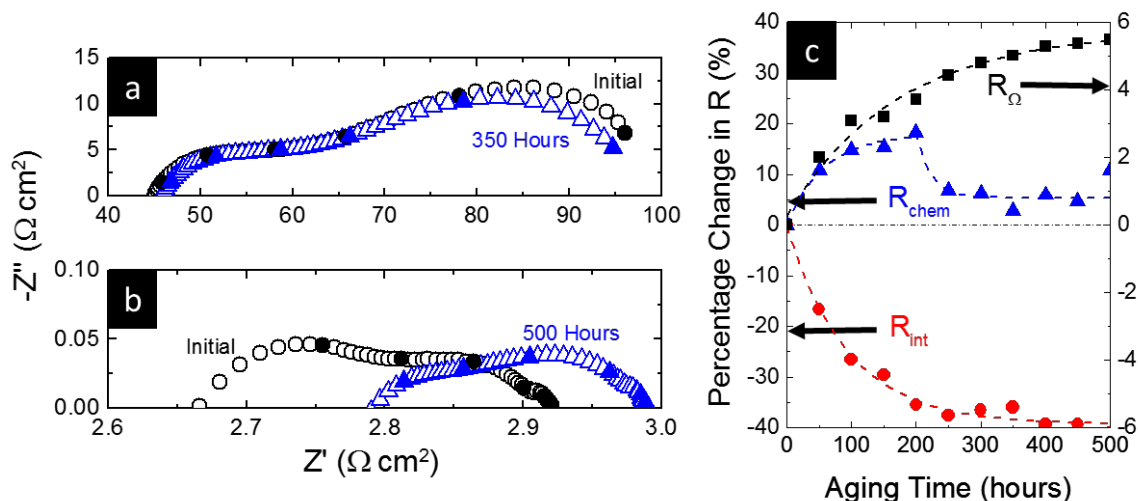 a
Initial
350 Hours
15
10
5
0
40 50 60 70 80 90 100
b
Initial
500 Hours
0.10
0.05
0.00
2.6 2.7 2.8 2.9 3.0
-Z'' (Ω cm2)
Z' (Ω cm2)
c
RΩ
Rchem
Rint
40
30
20
10
0
-10
-20
-30
-40
6
4
2
0
-2
-4
-6
0 100 200 300 400 500
Percentage Change in R (%)
Aging Time (hours)